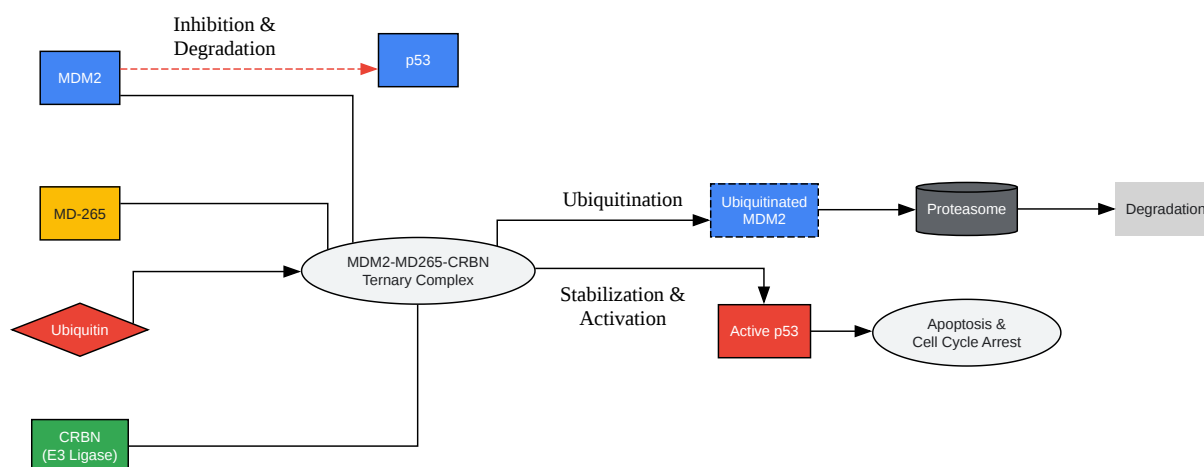 Inhibition &
Degradation
MDM2
p53
MD-265
Ubiquitination
Ubiquitinated
MDM2
Proteasome
Degradation
MDM2-MD265-CRBN
Ternary Complex
Stabilization &
Activation
Ubiquitin
Active p53
Apoptosis &
Cell Cycle Arrest
CRBN
(E3 Ligase)